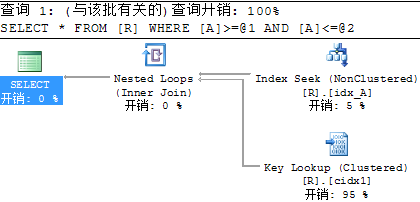 查询 1: (与该批有关的)查询开销: 100%
SELECT * FROM [R] WHERE [A]>=@1 AND [A]<=@2
SELECT
开销: 0 %
Nested Loops
(Inner Join)
开销: 0 %
Index Seek (NonClustered)
[R].[idx_A]
开销: 5 %
Key Lookup (Clustered)
[R].[cidx1]
开销: 95 %